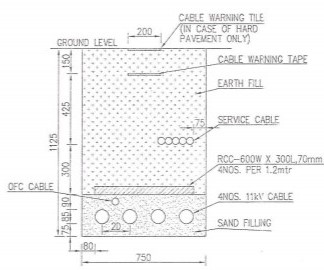 CABLE WARNING TILE
(IN CASE OF HARD
PAVEMENT ONLY)
200
GROUND LEVEL
150
CABLE WARNING TAPE
EARTH FILL
425
75
SERVICE CABLE
1125
RCC-600W X 300L,70mm
4NOS. PER 1.2mtr
300
OFC CABLE
4NOS. 11kV CABLE
90
85
75
20
SAND FILLING
80
750